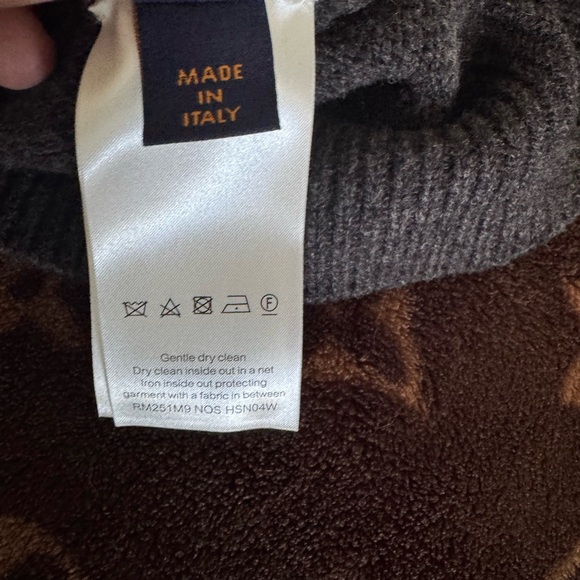 MADE
IN
ITALY
F
Gentle dry clean
Dry clean inside out in a net
Iron inside out protecting
garment with a fabric in between
RM251M9 NOS HSN04W